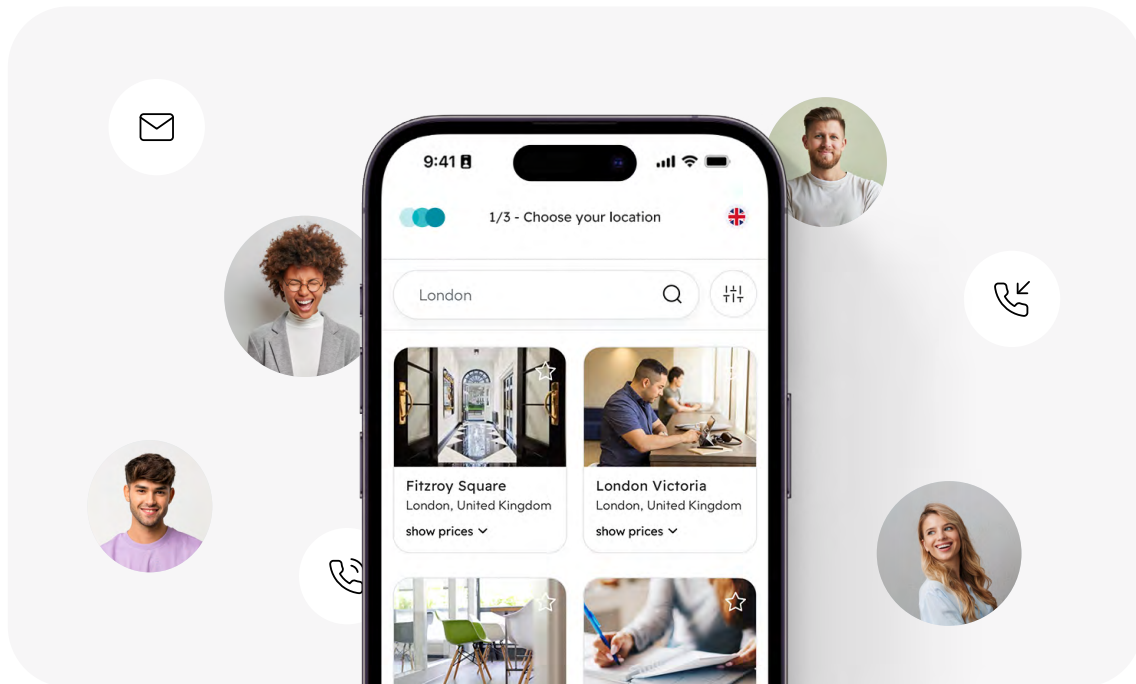 9:41
1/3 - Choose your location
London
Fitzroy Square
London, United Kingdom
show prices
London Victoria
London, United Kingdom
show prices